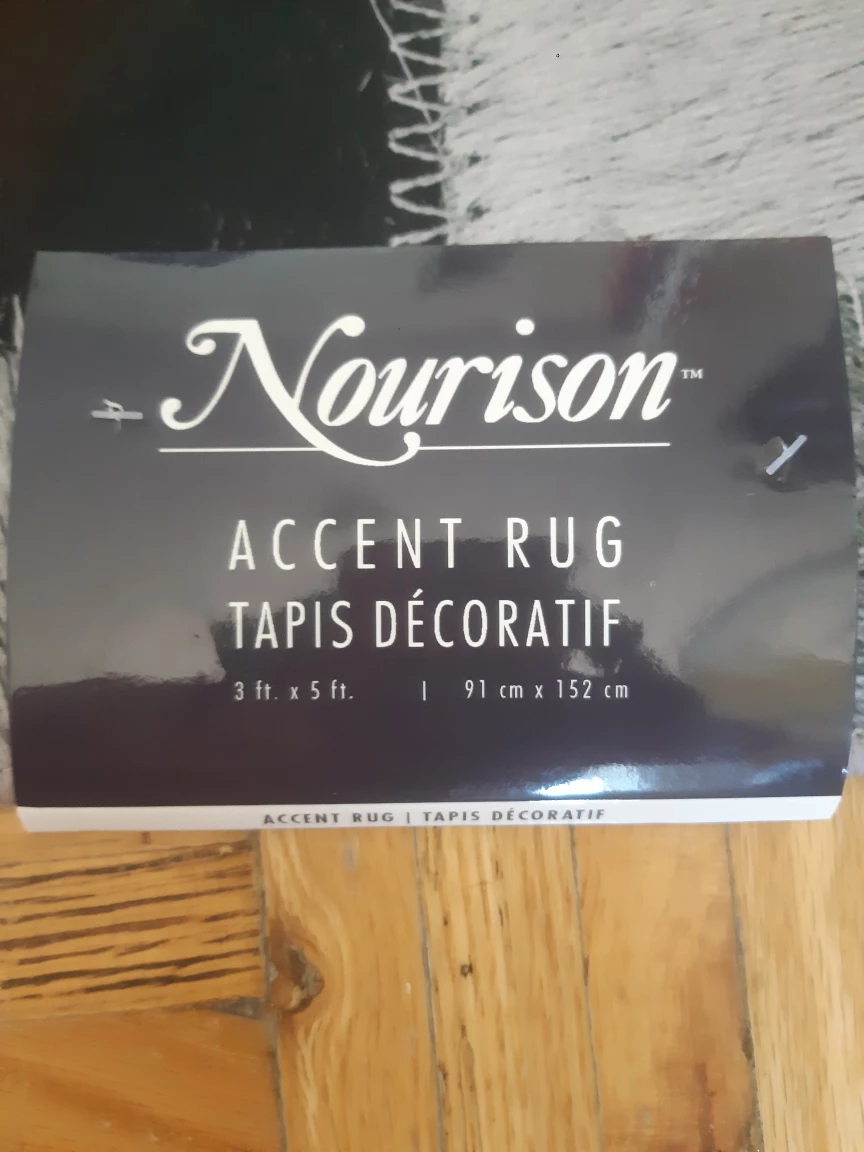 Nourison™
ACCENT RUG
TAPIS DÉCORATIF
3 ft. x 5 ft. | 91 cm x 152 cm
ACCENT RUG | TAPIS DÉCORATIF